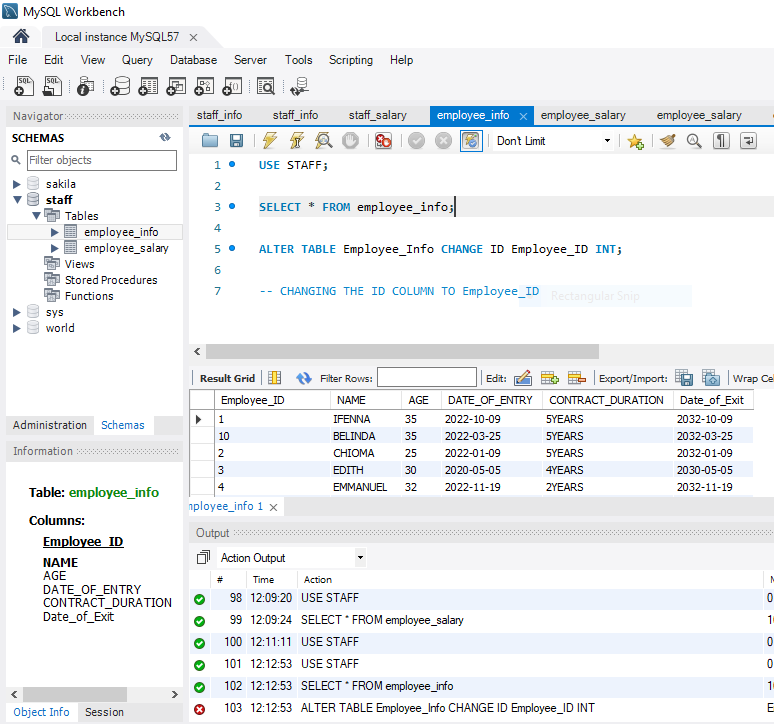 MySQL Workbench
Local instance MySQL57
File Edit View Query Database Server Tools Scripting Help
Navigator
SCHEMAS
Filter objects
sakila
staff
Tables
employee_info
employee_salary
Views
Stored Procedures
Functions
sys
world
Administration Schemas
Information
Table: employee_info
Columns:
Employee_ID
NAME
AGE
DATE_OF_ENTRY
CONTRACT_DURATION
Date_of_Exit
Object Info Session
staff_info staff_info staff_salary employee_info employee_salary employee_salary
Don't Limit
1 USE STAFF;
2
3 SELECT * FROM employee_info;
4
5 ALTER TABLE Employee_Info CHANGE ID Employee_ID INT;
6
7 -- CHANGING THE ID COLUMN TO Employee_ID
Rectangular Snip
Result Grid Filter Rows: Edit: Export/Import: Wrap Cel
Employee_ID NAME AGE DATE_OF_ENTRY CONTRACT_DURATION Date_of_Exit
1 IFENNA 35 2022-10-09 5YEARS 2032-10-09
10 BELINDA 35 2022-03-25 5YEARS 2032-03-25
2 CHIOMA 25 2022-01-09 5YEARS 2032-01-09
3 EDITH 30 2020-05-05 4YEARS 2030-05-05
4 EMMANUEL 32 2022-11-19 2YEARS 2032-11-19
mployee_info 1
Output
Action Output
# Time Action M
98 12:09:20 USE STAFF 0
99 12:09:24 SELECT * FROM employee_salary 10
100 12:11:11 USE STAFF 0
101 12:12:53 USE STAFF 0
102 12:12:53 SELECT * FROM employee_info 10
103 12:12:53 ALTER TABLE Employee_Info CHANGE ID Employee_ID INT E